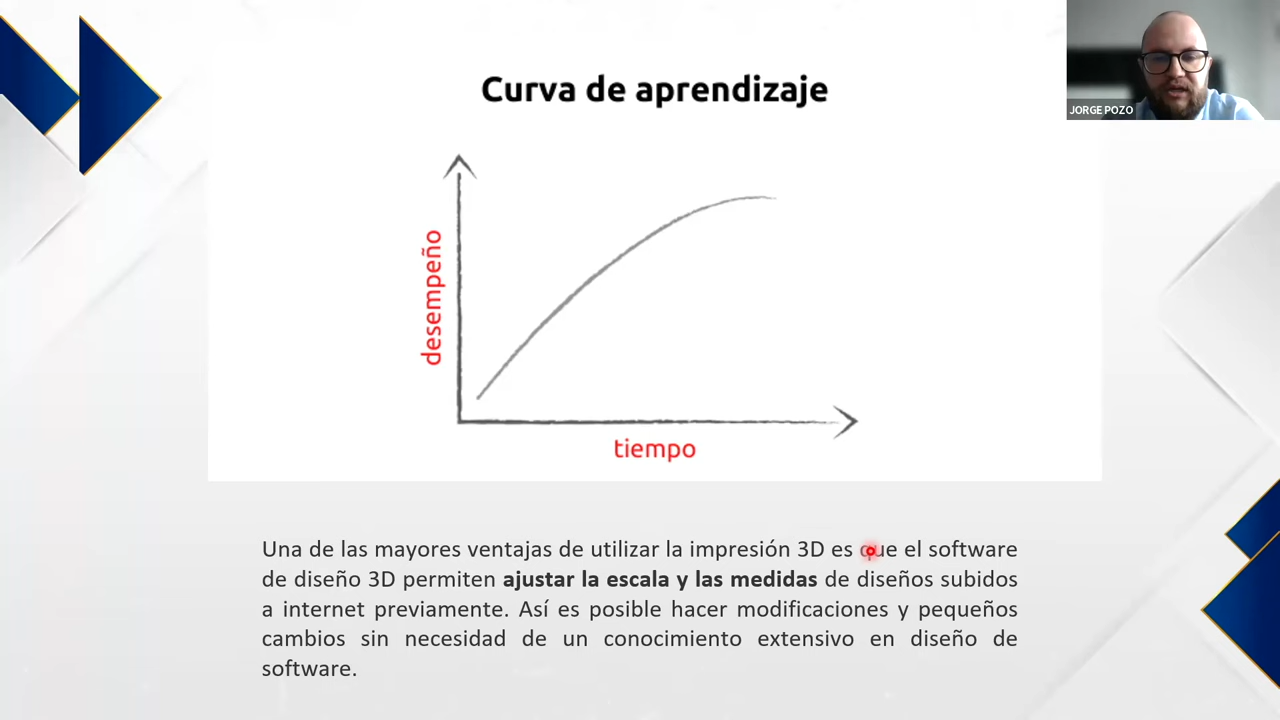 Curva de aprendizaje
JORGE POZO
desempeño
tiempo
Una de las mayores ventajas de utilizar la impresión 3D es que el software
de diseño 3D permiten ajustar la escala y las medidas de diseños subidos
a internet previamente. Así es posible hacer modificaciones y pequeños
cambios sin necesidad de un conocimiento extensivo en diseño de
software.